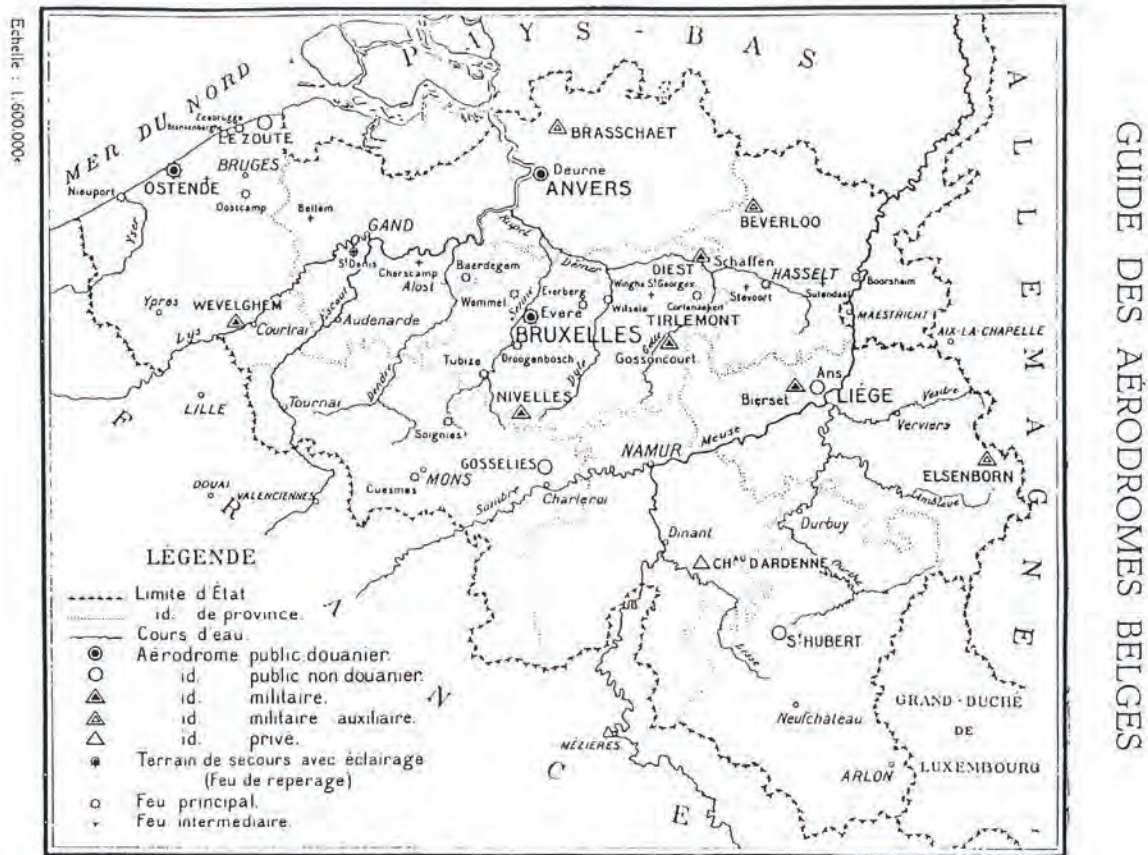 GUIDE DES AÉRODROMES BELGES
Echelle : 1.600.000e
PAYS-BAS
ALLEMAGNE
MER DU NORD
FRANCE
Zeebrugge
Blankenberghe
LE ZOUTE
BRUGES
OSTENDE
Nieuport
Oostcamp
Bellem
Yser
BRASSCHAET
Deurne
ANVERS
BEVERLOO
GAND
St Denis
Cherscamp
Alost
Baerdegem
Rupel
Démer
DIEST
Schaffen
HASSELT
Winghe St Georges
Cortenaeken
Stevoort
Sutendael
Boorsheim
MAESTRICHT
AIX-LA-CHAPELLE
Ypres
WEVELGHEM
Courtrai
Lys
Escaut
Audenarde
Wemmel
Senne
Everberg
Wilsele
Evere
BRUXELLES
TIRLEMONT
Gossoncourt
Droogenbosch
Tubize
Dyle
Dendre
LILLE
Tournai
NIVELLES
Soignies
Ans
Bierset
LIÉGE
Vesdre
Verviers
ELSENBORN
Amblève
NAMUR
Meuse
GOSSELIES
MONS
Cuesmes
Charleroi
Sambre
DOUAI
VALENCIENNES
Dinant
Durbuy
Ourthe
CHAU D'ARDENNE
St HUBERT
Lesse
Neufchâteau
ARLON
MÉZIÈRES
GRAND-DUCHÉ
DE
LUXEMBOURG
LÉGENDE
Limite d'État
id. de province.
Cours d'eau.
Aérodrome public douanier.
id. public non douanier.
id. militaire.
id. militaire auxiliaire.
id. privé.
Terrain de secours avec éclairage
(Feu de reperage)
Feu principal.
Feu intermediaire.